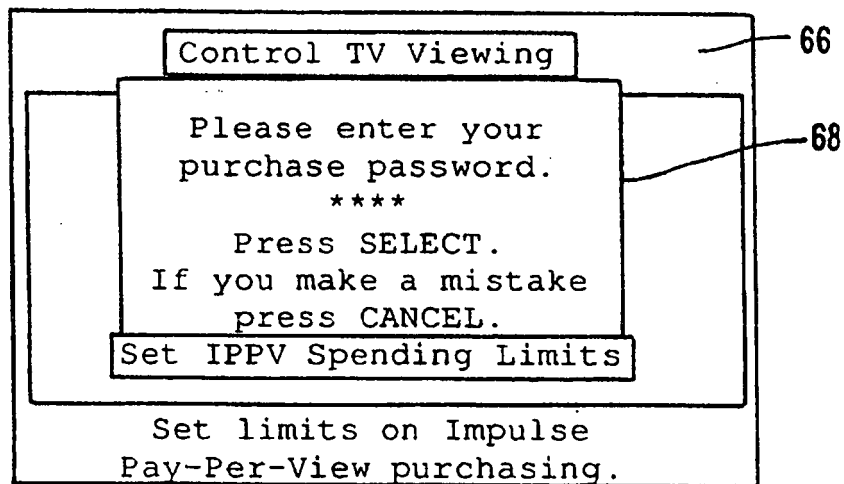 Control TV Viewing
66
Please enter your
purchase password.
68
****
Press SELECT.
If you make a mistake
press CANCEL.
Set IPPV Spending Limits
Set limits on Impulse
Pay-Per-View purchasing.